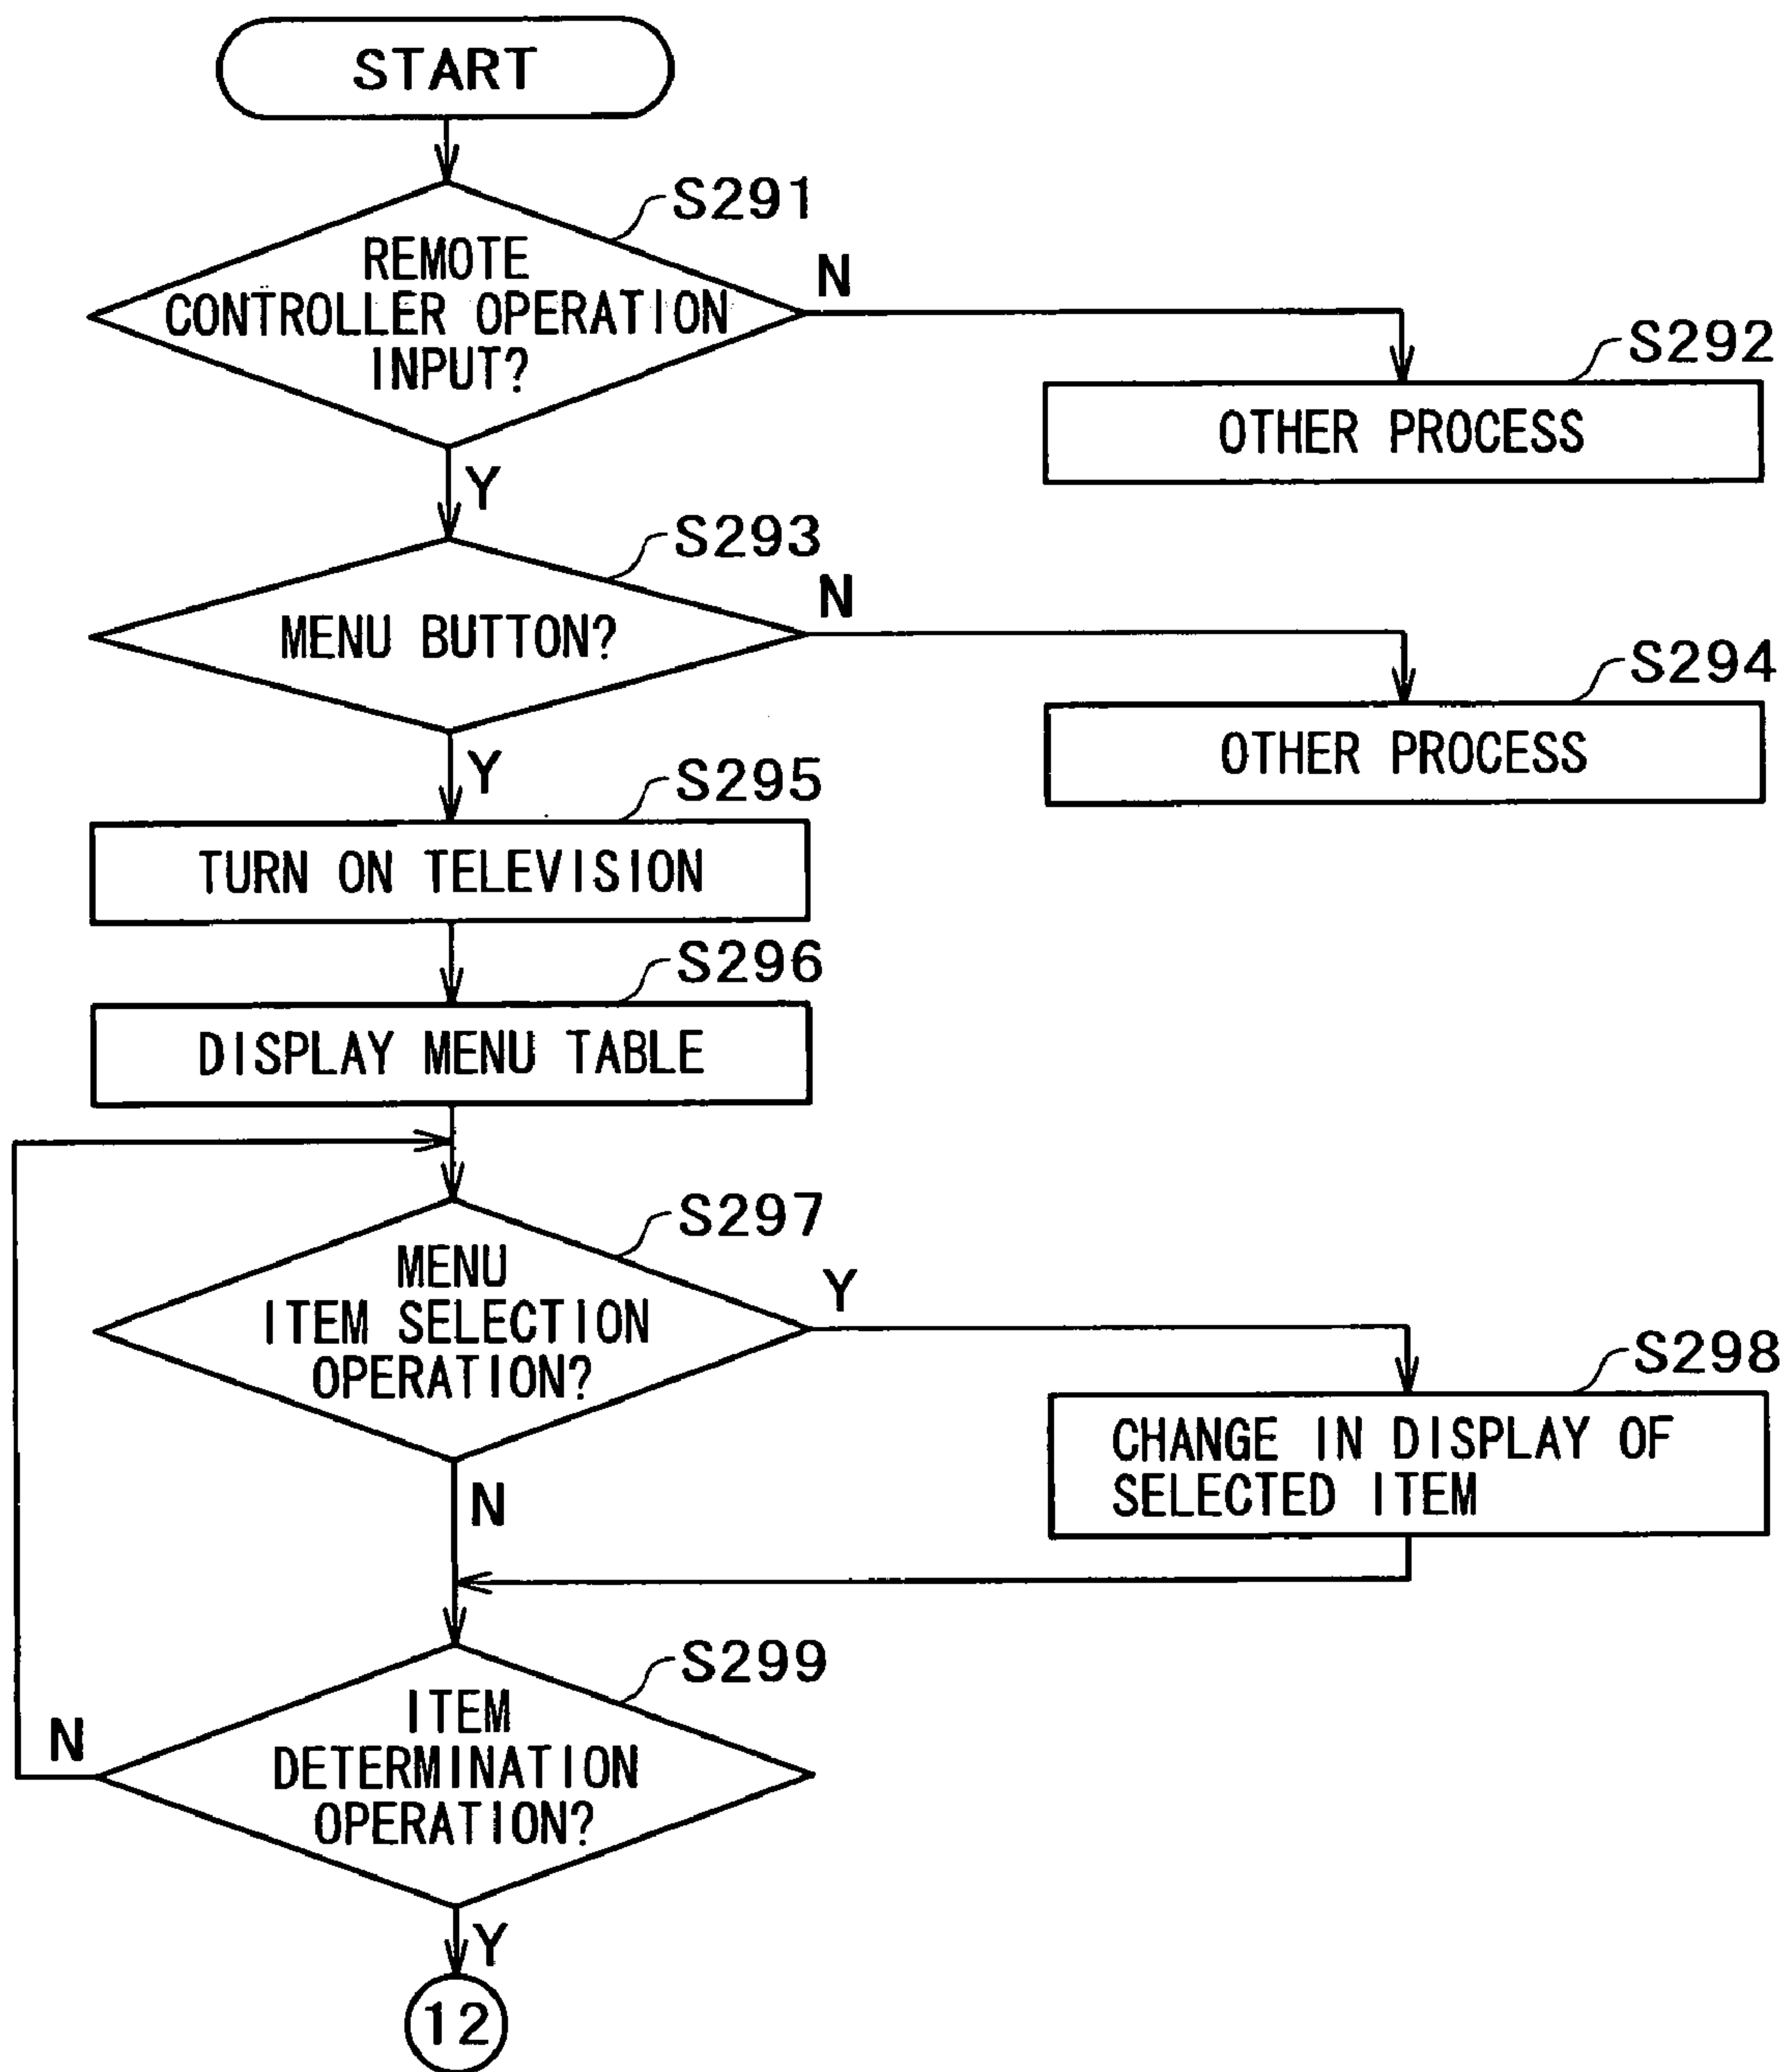 START
S291
REMOTE
CONTROLLER OPERATION
INPUT?
N
S292
OTHER PROCESS
Y
S293
MENU BUTTON?
N
S294
OTHER PROCESS
Y
S295
TURN ON TELEVISION
S296
DISPLAY MENU TABLE
S297
MENU
ITEM SELECTION
OPERATION?
Y
S298
CHANGE IN DISPLAY OF
SELECTED ITEM
N
S299
ITEM
DETERMINATION
OPERATION?
N
Y
12